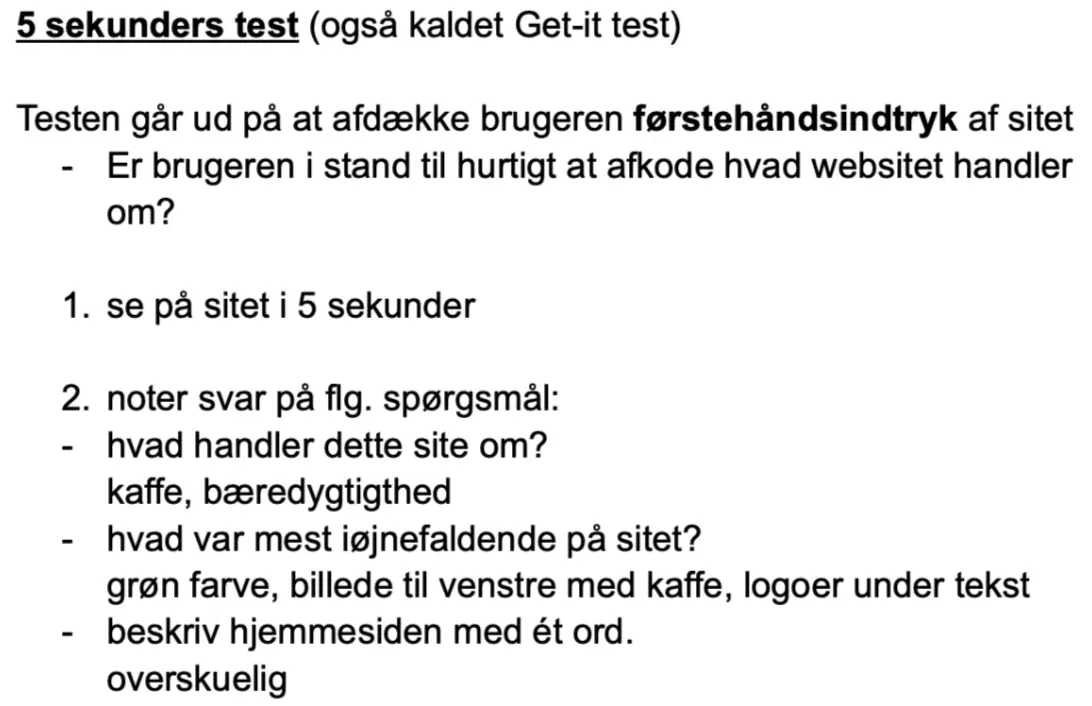 5 sekunders test (også kaldet Get-it test)
Testen går ud på at afdække brugeren førstehåndsindtryk af sitet
- Er brugeren i stand til hurtigt at afkode hvad websitet handler
om?
1. se på sitet i 5 sekunder
2. noter svar på flg. spørgsmål:
- hvad handler dette site om?
kaffe, bæredygtigthed
- hvad var mest iøjnefaldende på sitet?
grøn farve, billede til venstre med kaffe, logoer under tekst
- beskriv hjemmesiden med ét ord.
overskuelig